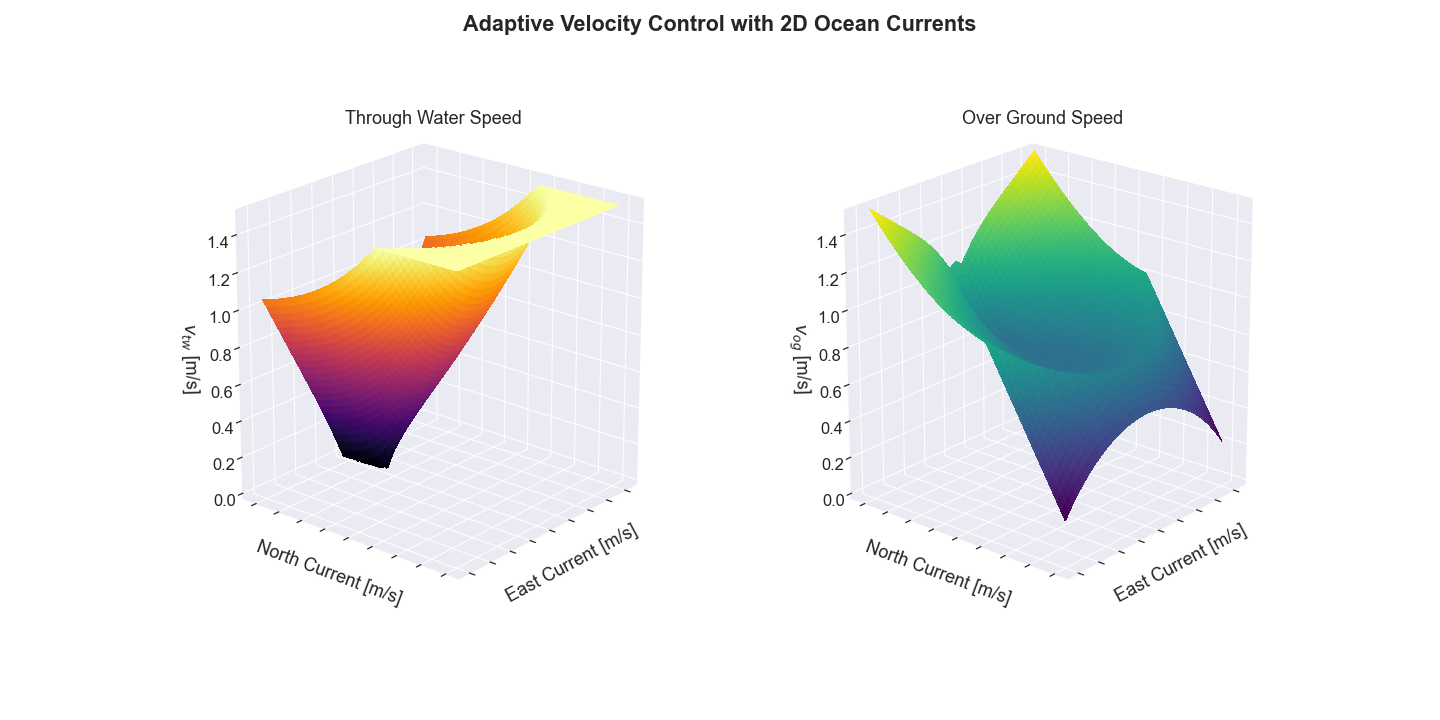 Adaptive Velocity Control with 2D Ocean Currents
Through Water Speed
1.4
1.2
1.0
0.8
0.6
0.4
0.2
0.0
v_tw [m/s]
North Current [m/s]
East Current [m/s]
Over Ground Speed
1.4
1.2
1.0
0.8
0.6
0.4
0.2
0.0
v_og [m/s]
North Current [m/s]
East Current [m/s]